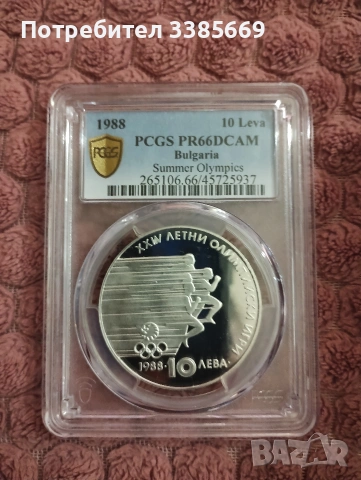 Потребител 3385669
1988 10 Leva
PCGS PR66DCAM
Bulgaria
Summer Olympics
265106.66/45725937
PCGS
XXIV ЛЕТНИ ОЛИМПИЙСКИ ИГРИ
1988·10 ЛЕВА·
BAZAR